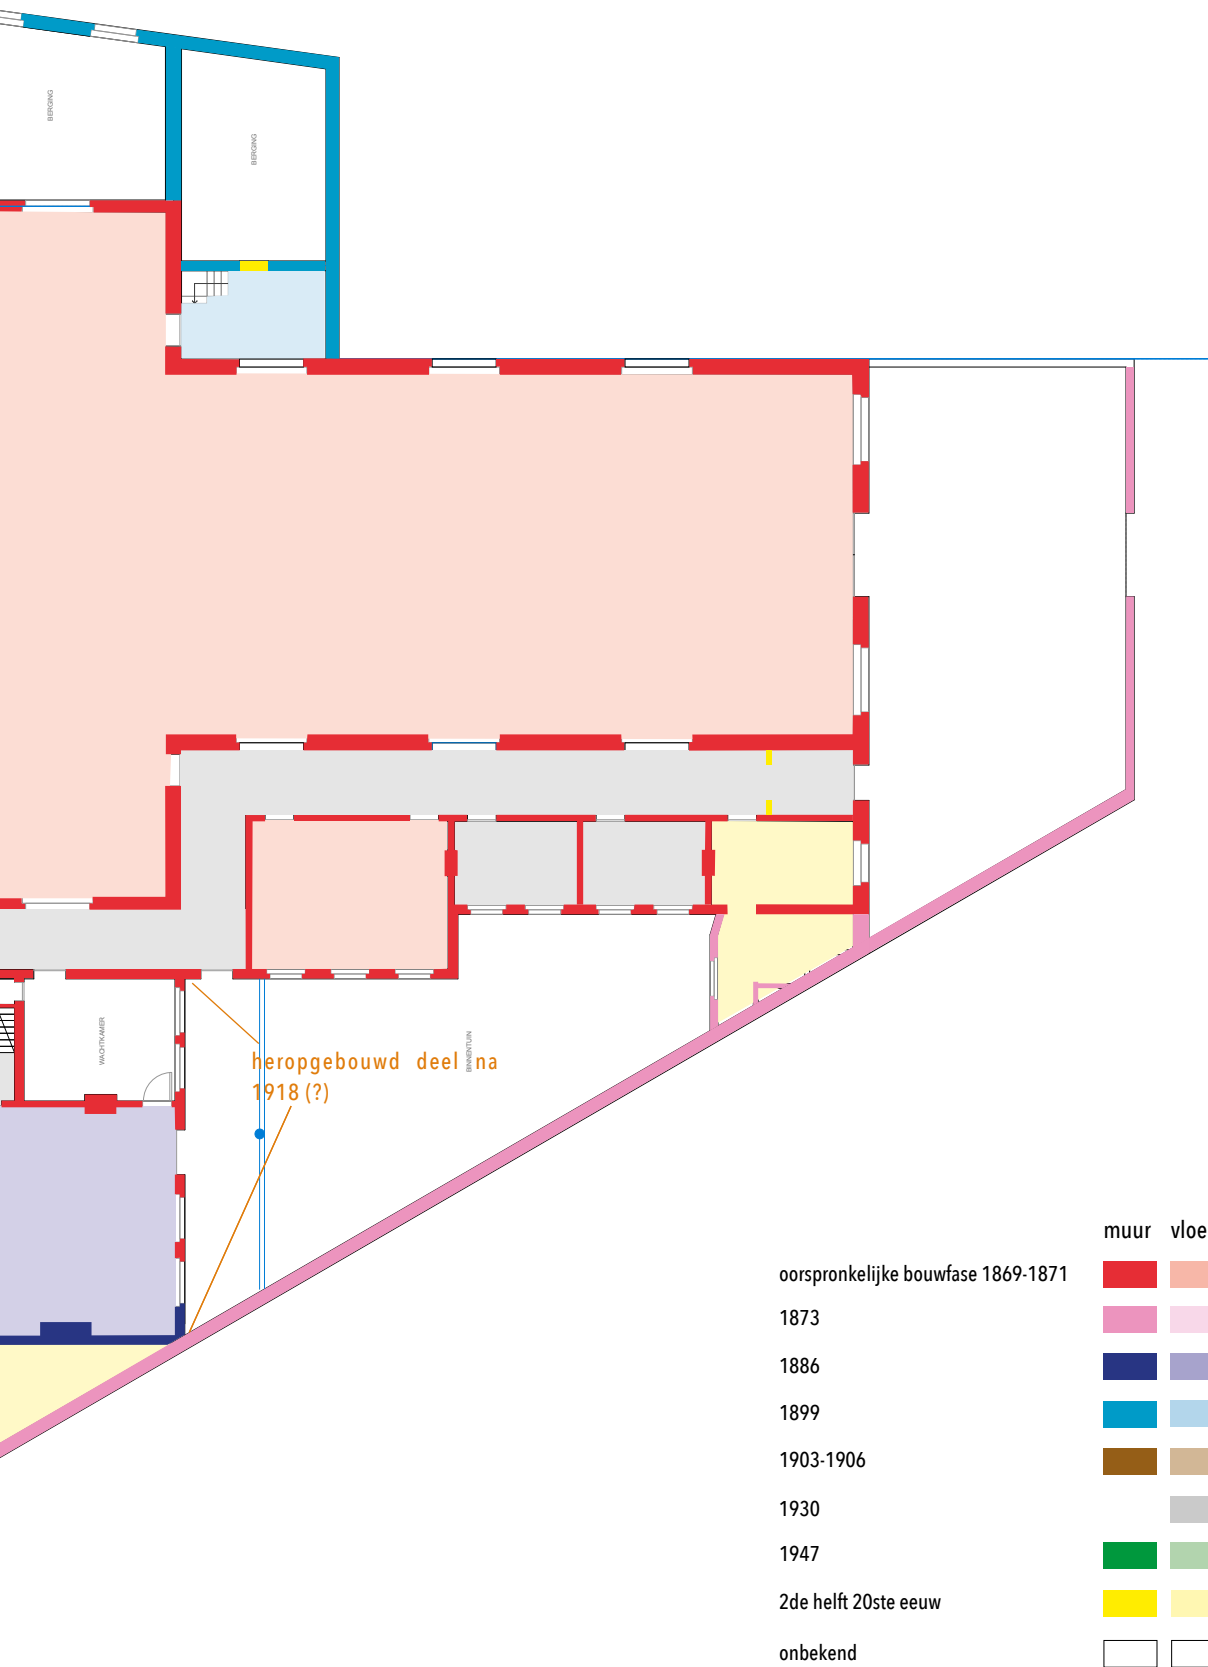 BERGING
BERGING
WACHTKAMER
BINNENTUIN
heropgebouwd deel na
1918 (?)
muur vloe
oorspronkelijke bouwfase 1869-1871
1873
1886
1899
1903-1906
1930
1947
2de helft 20ste eeuw
onbekend